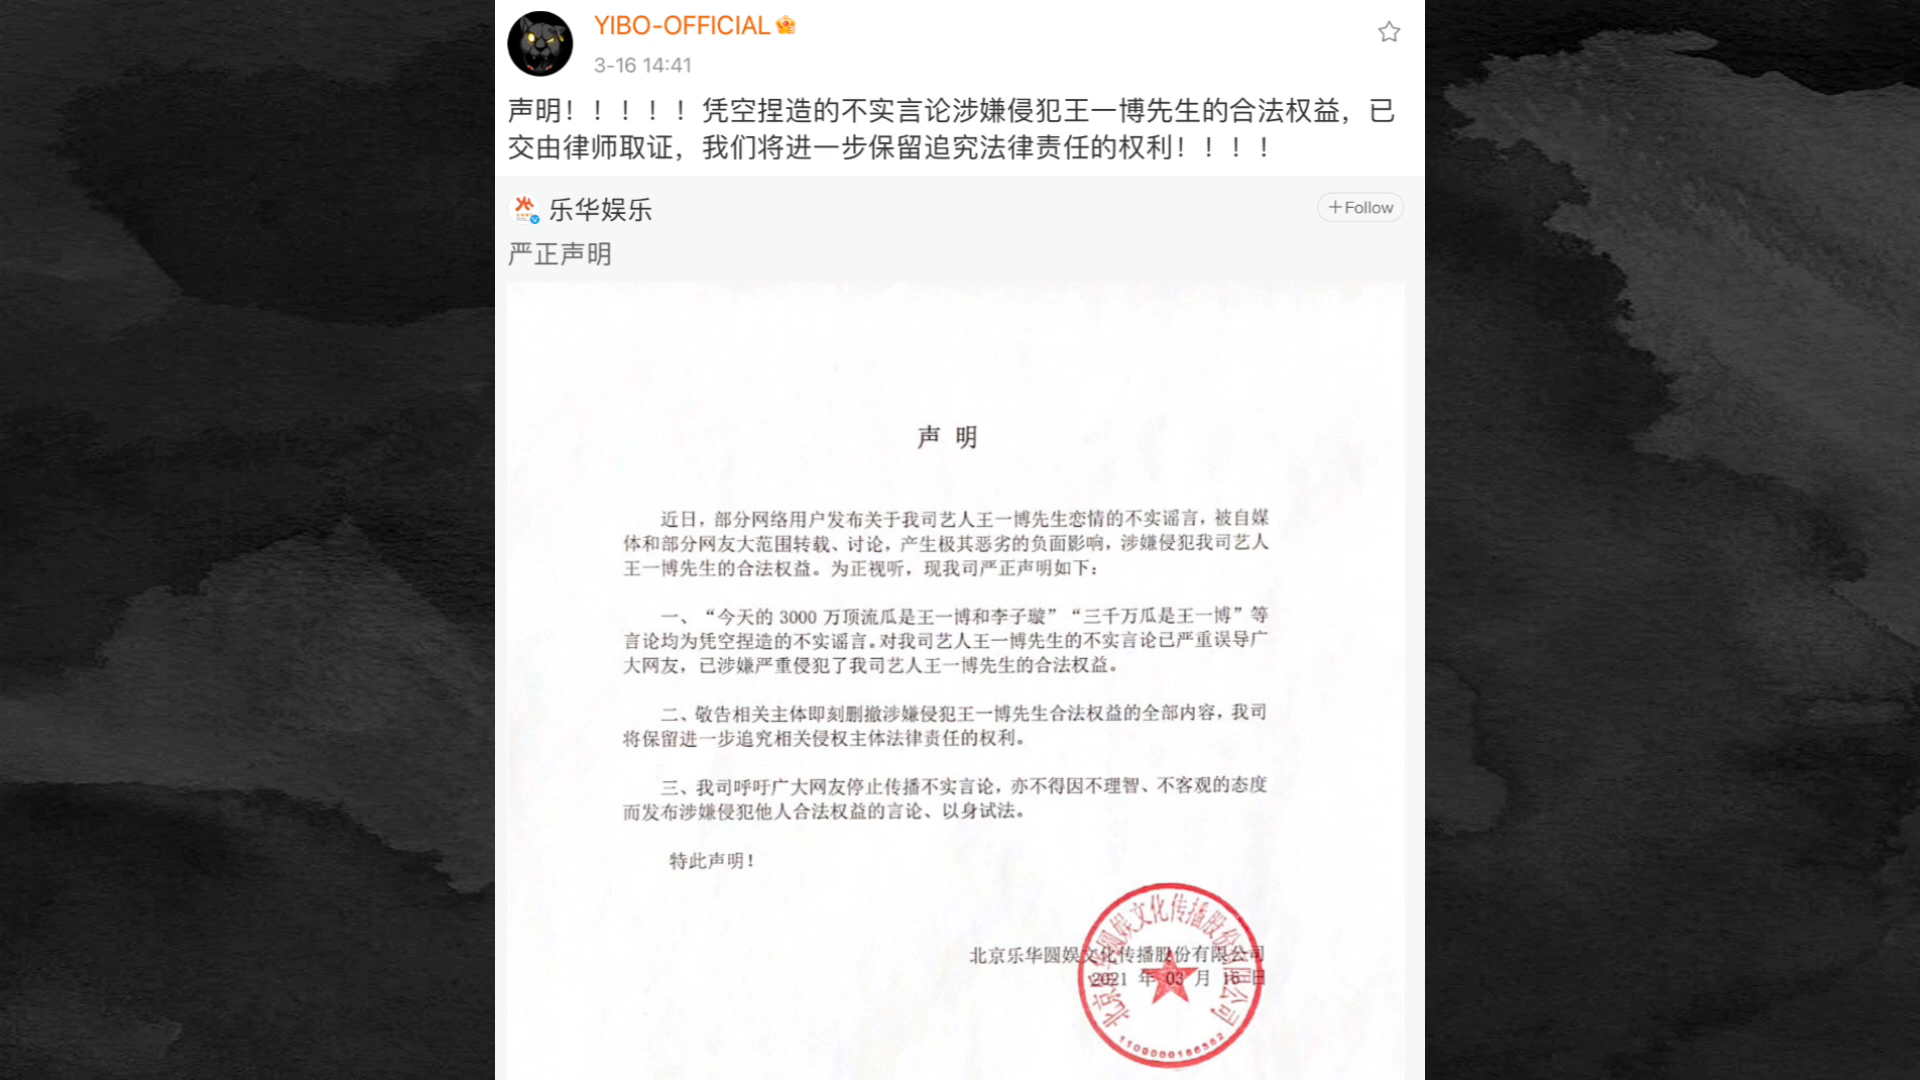 YIBO-OFFICIAL
3-16 14:41
声明！！！！！凭空捏造的不实言论涉嫌侵犯王一博先生的合法权益，已
交由律师取证，我们将进一步保留追究法律责任的权利！！！！
乐华娱乐
+Follow
严正声明
声 明
近日，部分网络用户发布关于我司艺人王一博先生恋情的不实谣言，被自媒
体和部分网友大范围转载、讨论，产生极其恶劣的负面影响，涉嫌侵犯我司艺人
王一博先生的合法权益。为正视听，现我司严正声明如下：
一、“今天的 3000 万顶流瓜是王一博和李子璇”“三千万瓜是王一博”等
言论均为凭空捏造的不实谣言。对我司艺人王一博先生的不实言论已严重误导广
大网友，已涉嫌严重侵犯了我司艺人王一博先生的合法权益。
二、敬告相关主体即刻删撤涉嫌侵犯王一博先生合法权益的全部内容，我司
将保留进一步追究相关侵权主体法律责任的权利。
三、我司呼吁广大网友停止传播不实言论，亦不得因不理智、不客观的态度
而发布涉嫌侵犯他人合法权益的言论、以身试法。
特此声明！
北京乐华圆娱文化传播股份有限公司
2021 年 03 月 16 日
北京乐华圆娱文化传播股份有限公司